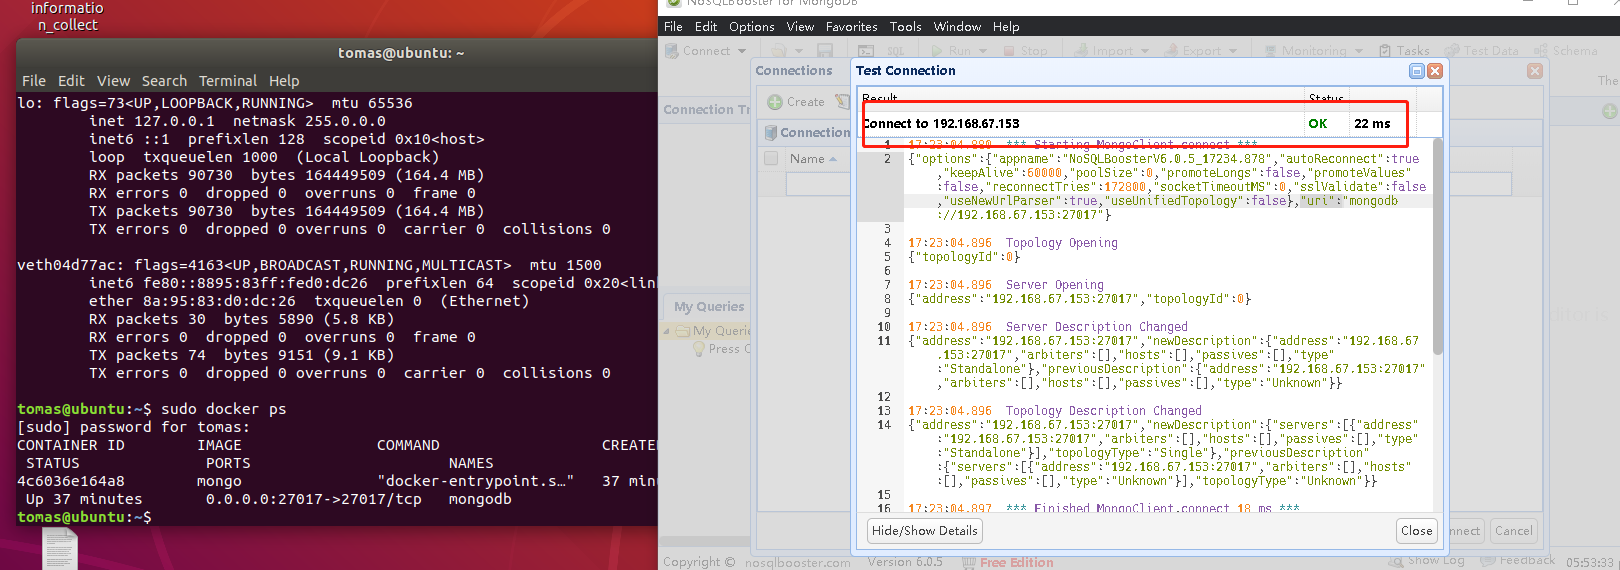 informatio
n_collect
tomas@ubuntu: ~
File Edit View Search Terminal Help
lo: flags=73<UP,LOOPBACK,RUNNING>  mtu 65536
        inet 127.0.0.1  netmask 255.0.0.0
        inet6 ::1  prefixlen 128  scopeid 0x10<host>
        loop  txqueuelen 1000  (Local Loopback)
        RX packets 90730  bytes 164449509 (164.4 MB)
        RX errors 0  dropped 0  overruns 0  frame 0
        TX packets 90730  bytes 164449509 (164.4 MB)
        TX errors 0  dropped 0 overruns 0  carrier 0  collisions 0
veth04d77ac: flags=4163<UP,BROADCAST,RUNNING,MULTICAST>  mtu 1500
        inet6 fe80::8895:83ff:fed0:dc26  prefixlen 64  scopeid 0x20<lin
        ether 8a:95:83:d0:dc:26  txqueuelen 0  (Ethernet)
        RX packets 30  bytes 5890 (5.8 KB)
        RX errors 0  dropped 0  overruns 0  frame 0
        TX packets 74  bytes 9151 (9.1 KB)
        TX errors 0  dropped 0 overruns 0  carrier 0  collisions 0
tomas@ubuntu:~$ sudo docker ps
[sudo] password for tomas:
CONTAINER ID        IMAGE               COMMAND                  CREATED
 STATUS              PORTS                      NAMES
4c6036e164a8        mongo               "docker-entrypoint.s…"   37 minu
 Up 37 minutes       0.0.0.0:27017->27017/tcp   mongodb
tomas@ubuntu:~$
NoSQLBooster for MongoDB
File Edit Options View Favorites Tools Window Help
Connect SQL Run Stop Import Export Monitoring Tasks Test Data Schema
Connections
Connection Tr
Create
Connection
Name
The
My Queries
My Querie
Press C
Test Connection
Result Status
Connect to 192.168.67.153 OK 22 ms
1 17:23:04.880  *** Starting MongoClient.connect ***
2 {"options":{"appname":"NoSQLBoosterV6.0.5_17234.878","autoReconnect":true
,"keepAlive":60000,"poolSize":0,"promoteLongs":false,"promoteValues"
:false,"reconnectTries":172800,"socketTimeoutMS":0,"sslValidate":false
,"useNewUrlParser":true,"useUnifiedTopology":false},"uri":"mongodb
://192.168.67.153:27017"}
3
4 17:23:04.896  Topology Opening
5 {"topologyId":0}
6
7 17:23:04.896  Server Opening
8 {"address":"192.168.67.153:27017","topologyId":0}
9
10 17:23:04.896  Server Description Changed
11 {"address":"192.168.67.153:27017","newDescription":{"address":"192.168.67
.153:27017","arbiters":[],"hosts":[],"passives":[],"type"
:"Standalone"},"previousDescription":{"address":"192.168.67.153:27017"
,"arbiters":[],"hosts":[],"passives":[],"type":"Unknown"}}
12
13 17:23:04.896  Topology Description Changed
14 {"address":"192.168.67.153:27017","newDescription":{"servers":[{"address"
:"192.168.67.153:27017","arbiters":[],"hosts":[],"passives":[],"type"
:"Standalone"}],"topologyType":"Single"},"previousDescription"
:{"servers":[{"address":"192.168.67.153:27017","arbiters":[],"hosts"
:[],"passives":[],"type":"Unknown"}],"topologyType":"Unknown"}}
15
16 17:23:04.897  *** Finished MongoClient.connect 18 ms ***
Hide/Show Details Close
nnect Cancel
Copyright © nosqlbooster.com Version 6.0.5 Free Edition Show Log Feedback 05:53:33